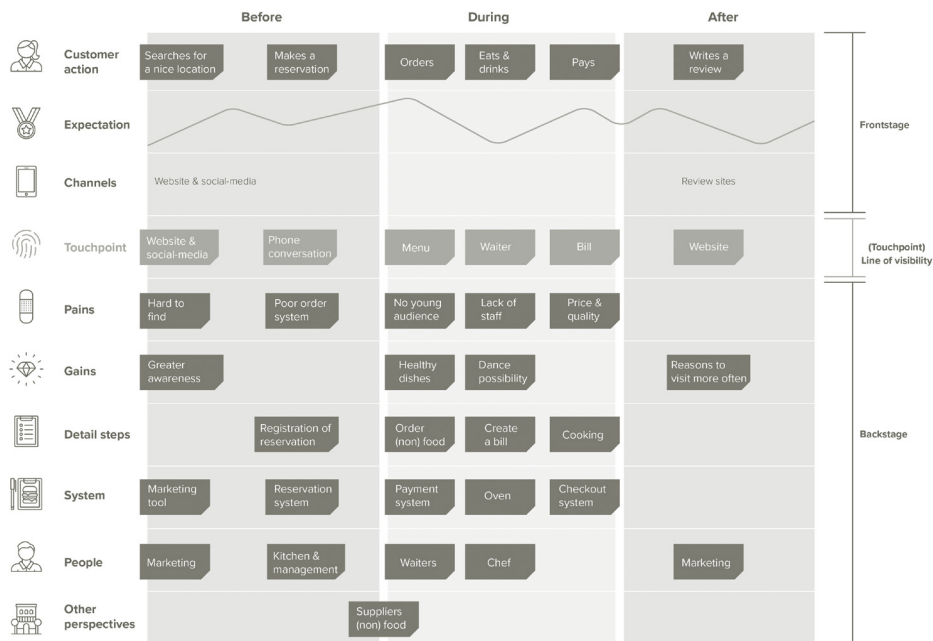 Before During After
Customer
action
Searches for
a nice location
Makes a
reservation
Orders
Eats &
drinks
Pays
Writes a
review
Expectation
Frontstage
Channels
Website & social-media
Review sites
Touchpoint
Website &
social-media
Phone
conversation
Menu
Waiter
Bill
Website
(Touchpoint)
Line of visibility
Pains
Hard to
find
Poor order
system
No young
audience
Lack of
staff
Price &
quality
Gains
Greater
awareness
Healthy
dishes
Dance
possibility
Reasons to
visit more often
Detail steps
Registration of
reservation
Order
(non) food
Create
a bill
Cooking
Backstage
System
Marketing
tool
Reservation
system
Payment
system
Oven
Checkout
system
People
Marketing
Kitchen &
management
Waiters
Chef
Marketing
Other
perspectives
Suppliers
(non) food